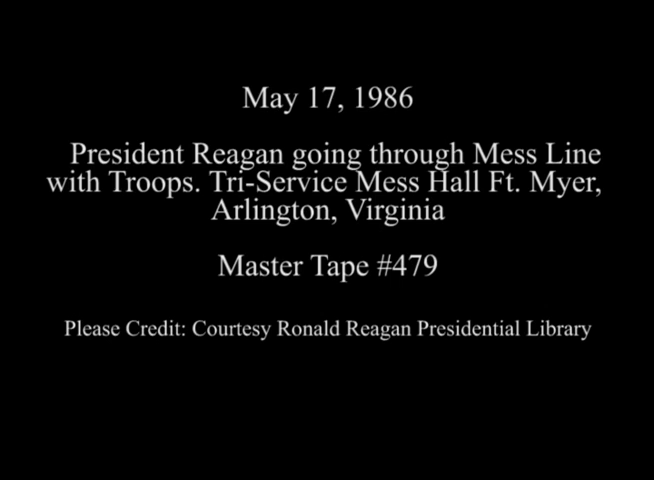 May 17, 1986
President Reagan going through Mess Line
with Troops. Tri-Service Mess Hall Ft. Myer,
Arlington, Virginia
Master Tape #479
Please Credit: Courtesy Ronald Reagan Presidential Library